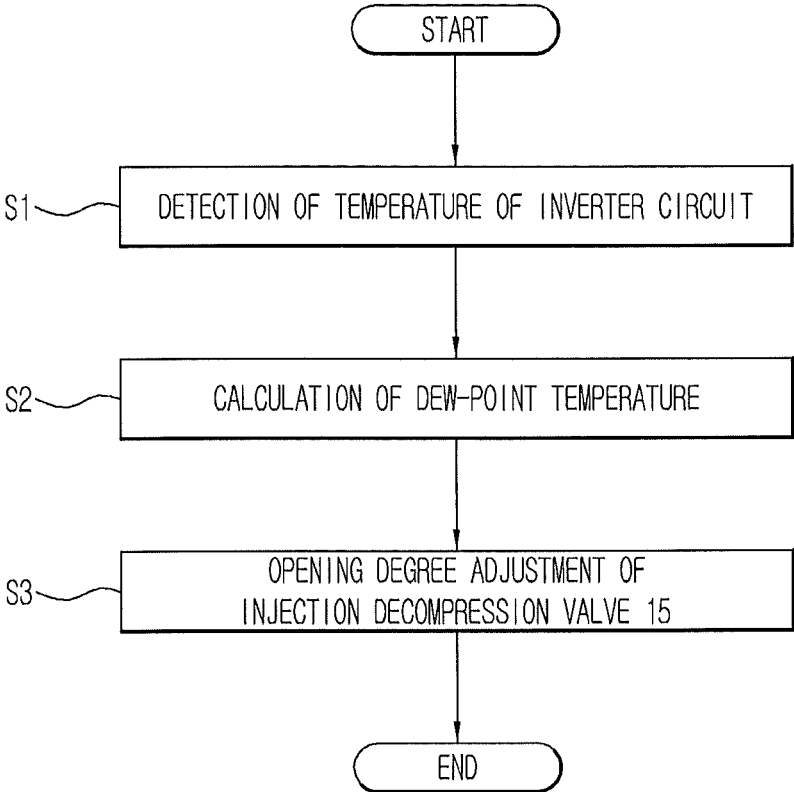 START
S1
DETECTION OF TEMPERATURE OF INVERTER CIRCUIT
S2
CALCULATION OF DEW-POINT TEMPERATURE
S3
OPENING DEGREE ADJUSTMENT OF
INJECTION DECOMPRESSION VALVE 15
END